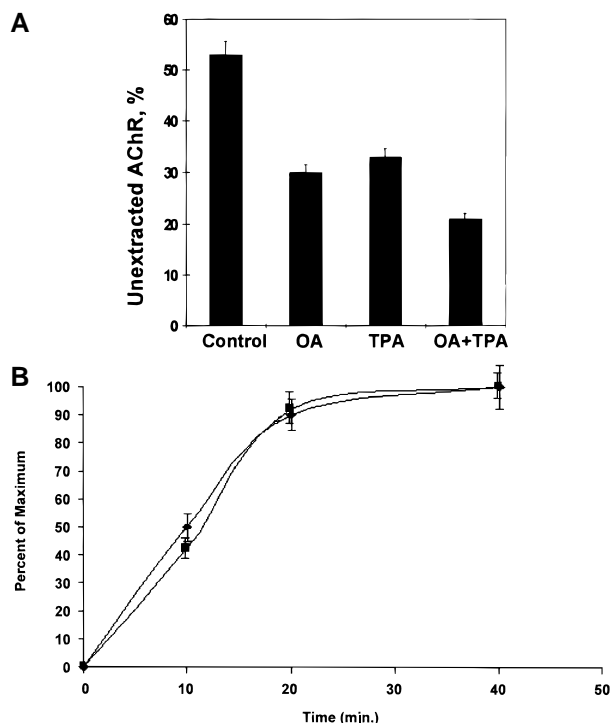 A
Unextracted AChR, %
60
50
40
30
20
10
0
Control OA TPA OA+TPA
B
Percent of Maximum
100
90
80
70
60
50
40
30
20
10
0
0 10 20 30 40 50
Time (min.)